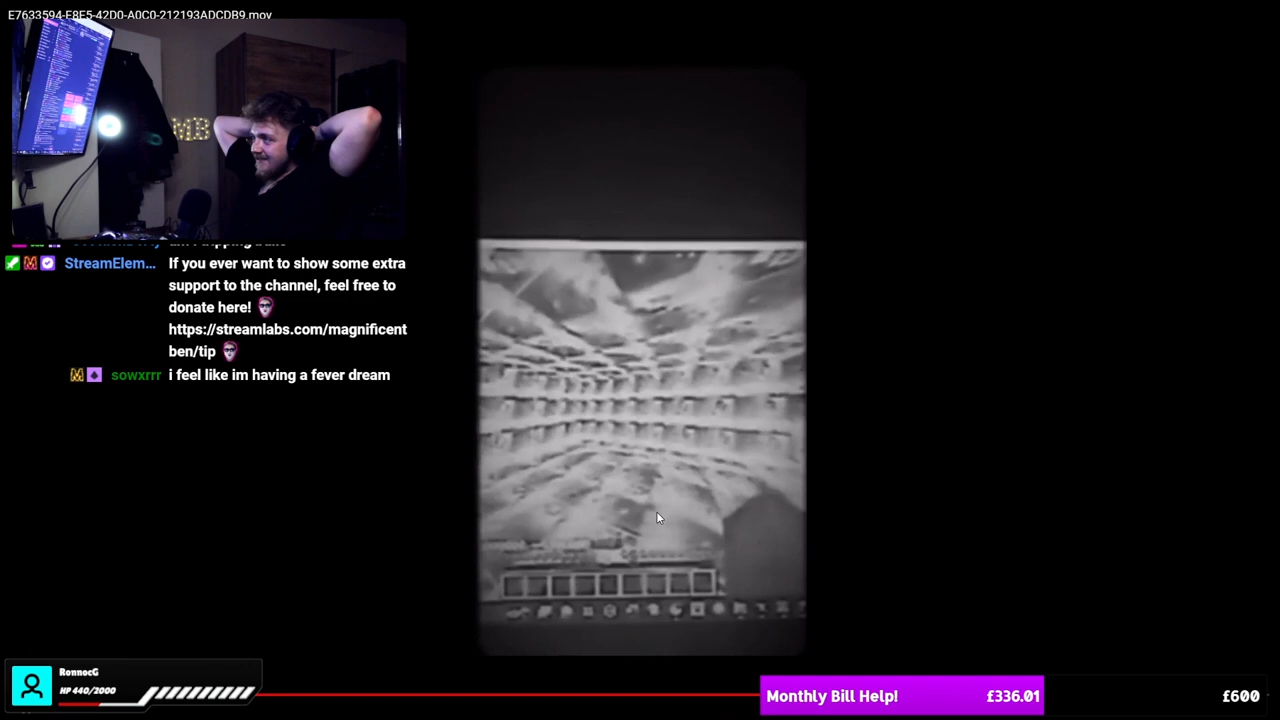 E7633594-F8E5-42D0-A0C0-212193ADCDB9.mov
MB
StreamElem... If you ever want to show some extra
support to the channel, feel free to
donate here!
https://streamlabs.com/magnificent
ben/tip
sowxrrr i feel like im having a fever dream
RonnocG
HP 440/2000
Monthly Bill Help! £336.01 £600